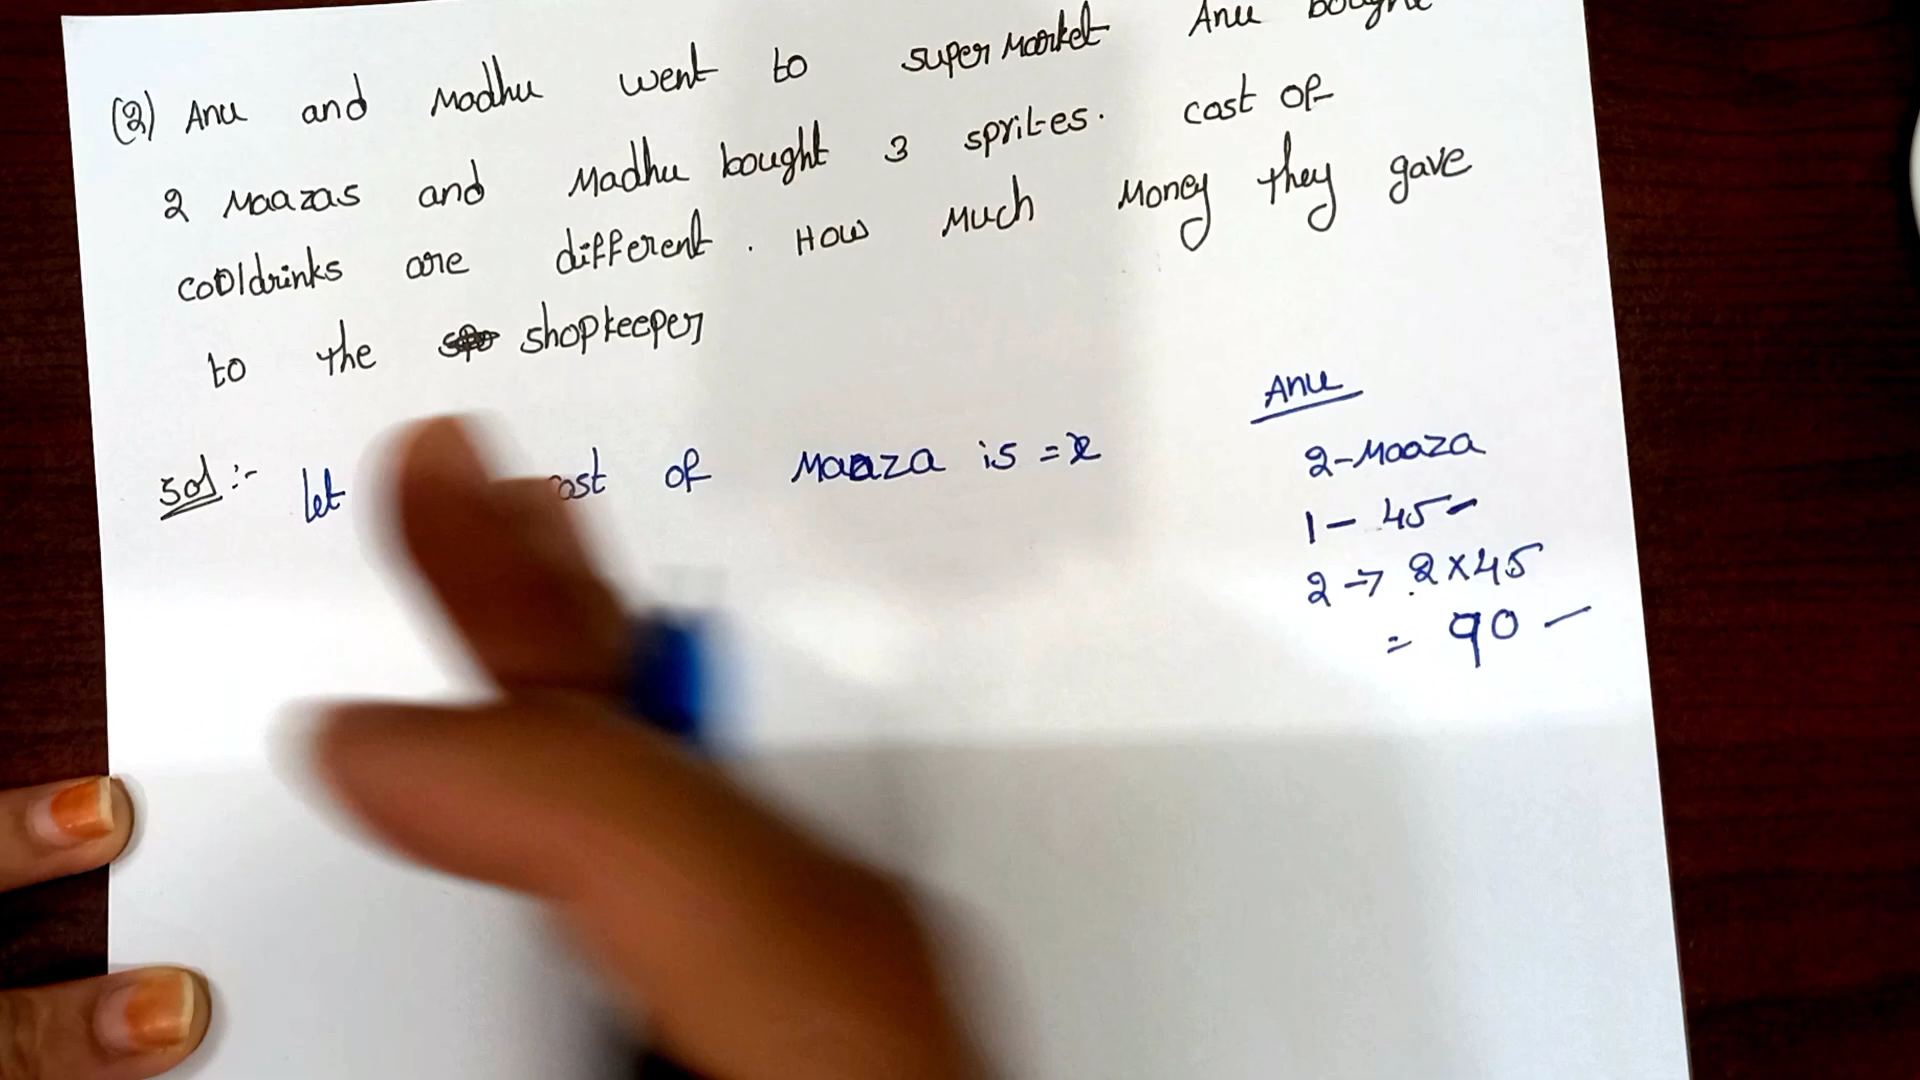 (2) Anu and Madhu went to super Market Anu bought
2 Maazas and Madhu bought 3 sprites. cost of
cooldrinks are different. How Much Money they gave
to the shopkeeper
Sol:- let cost of Maaza is = x
Anu
2-Maaza
1 - 45 -
2 → 2x45
= 90 -